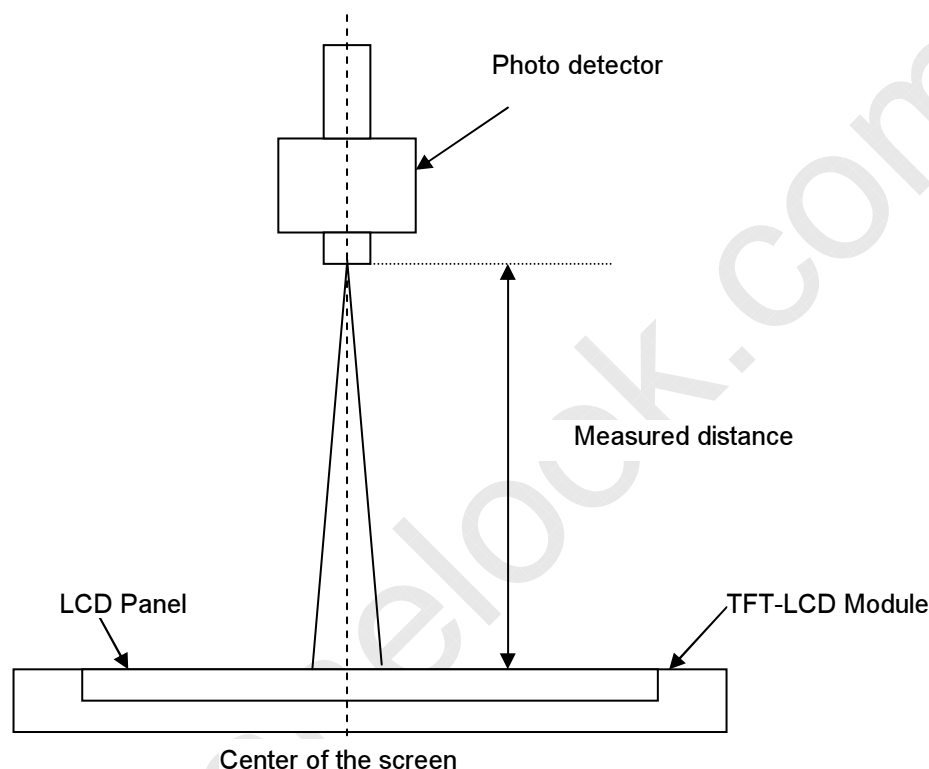 Photo detector
Measured distance
LCD Panel
TFT-LCD Module
Center of the screen